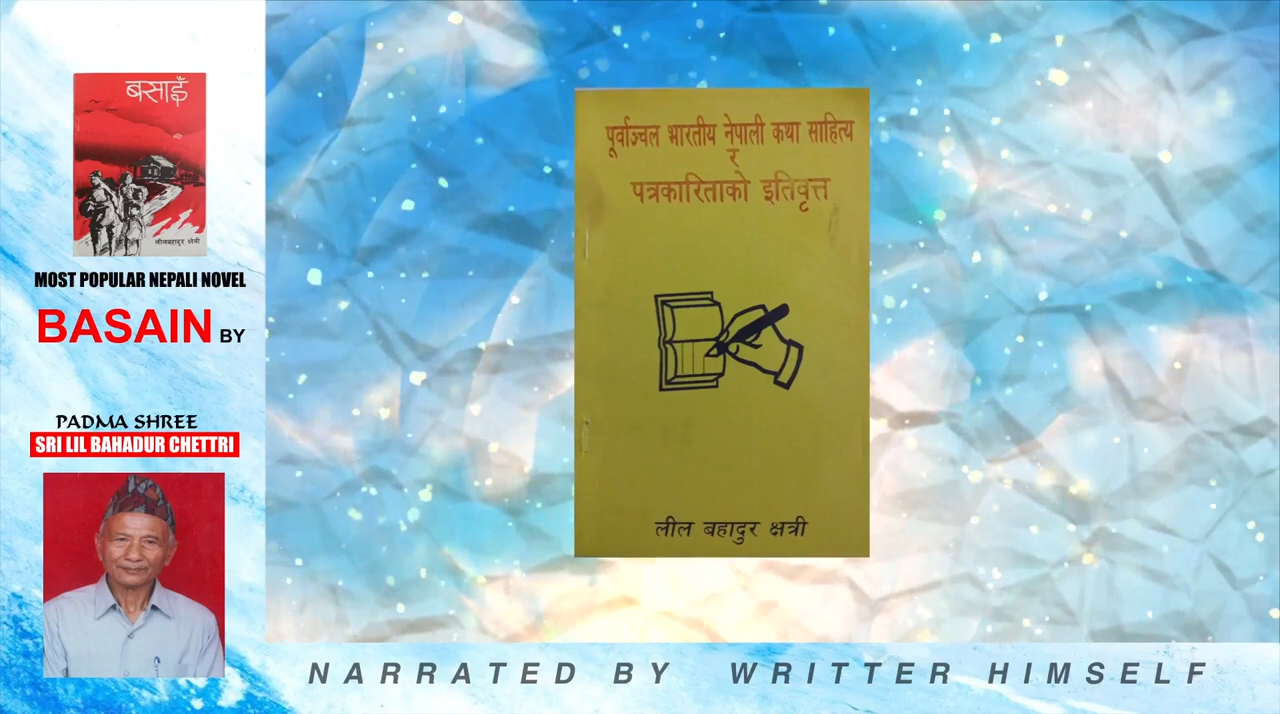 बसाइँ
लीलबहादुर क्षेत्री
MOST POPULAR NEPALI NOVEL
BASAIN BY
PADMA SHREE
SRI LIL BAHADUR CHETTRI
पूर्वाञ्चल भारतीय नेपाली कथा साहित्य
र
पत्रकारिताको इतिवृत्त
लील बहादुर क्षत्री
NARRATED BY WRITTER HIMSELF